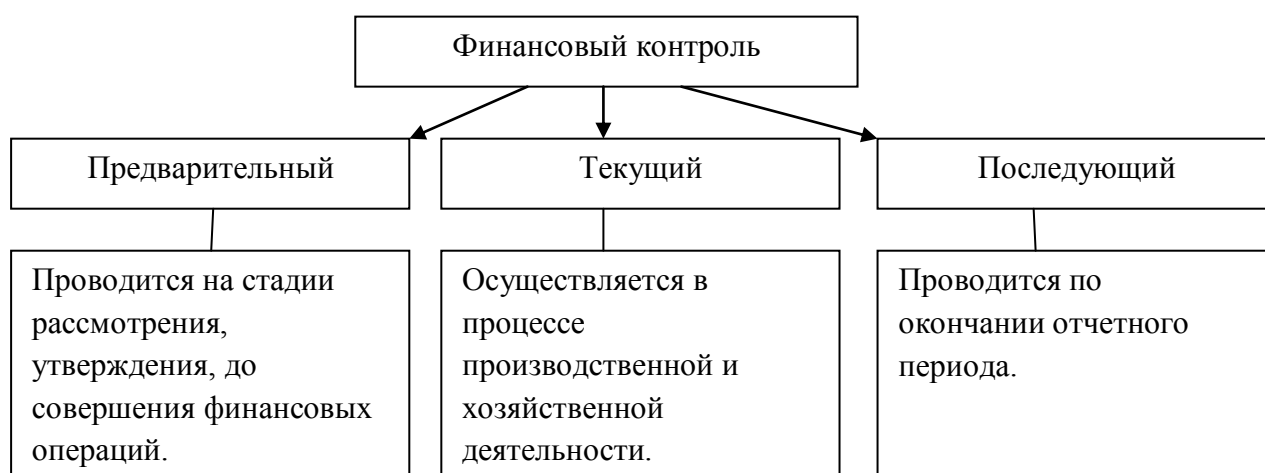 Финансовый контроль
Предварительный
Текущий
Последующий
Проводится на стадии
рассмотрения,
утверждения, до
совершения финансовых
операций.
Осуществляется в
процессе
производственной и
хозяйственной
деятельности.
Проводится по
окончании отчетного
периода.